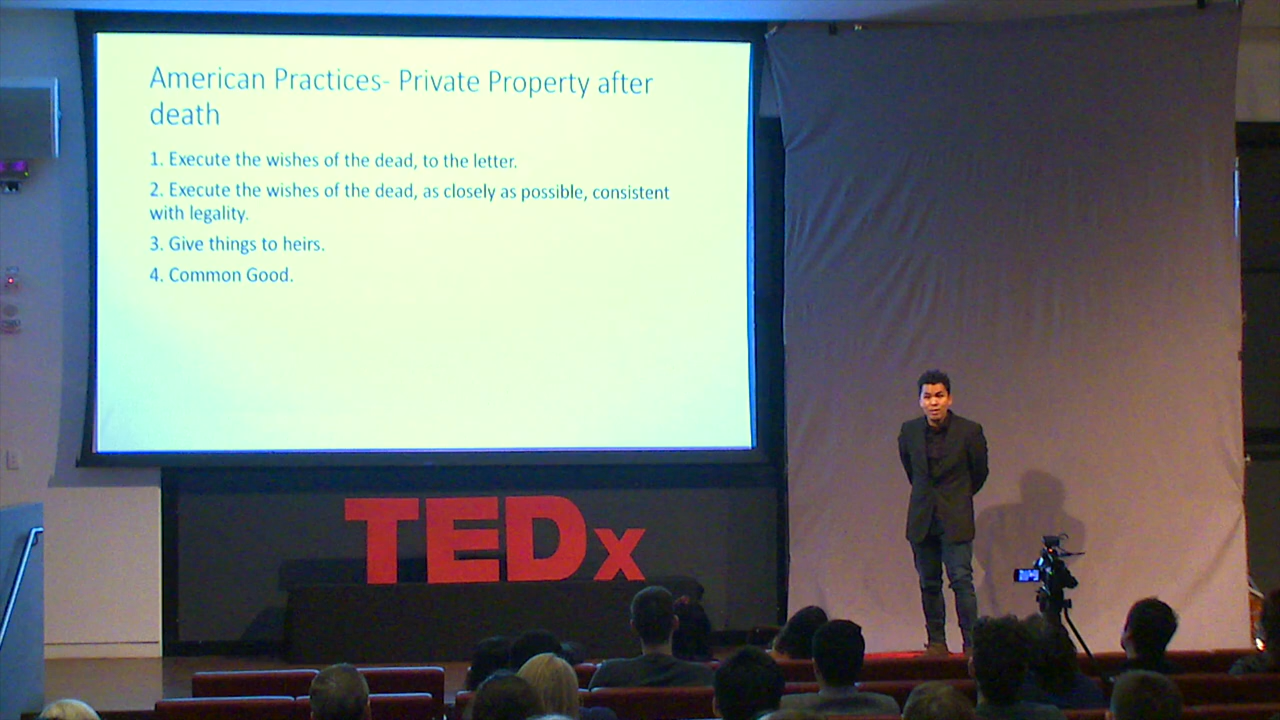 American Practices- Private Property after
death
1. Execute the wishes of the dead, to the letter.
2. Execute the wishes of the dead, as closely as possible, consistent
with legality.
3. Give things to heirs.
4. Common Good.
TEDx